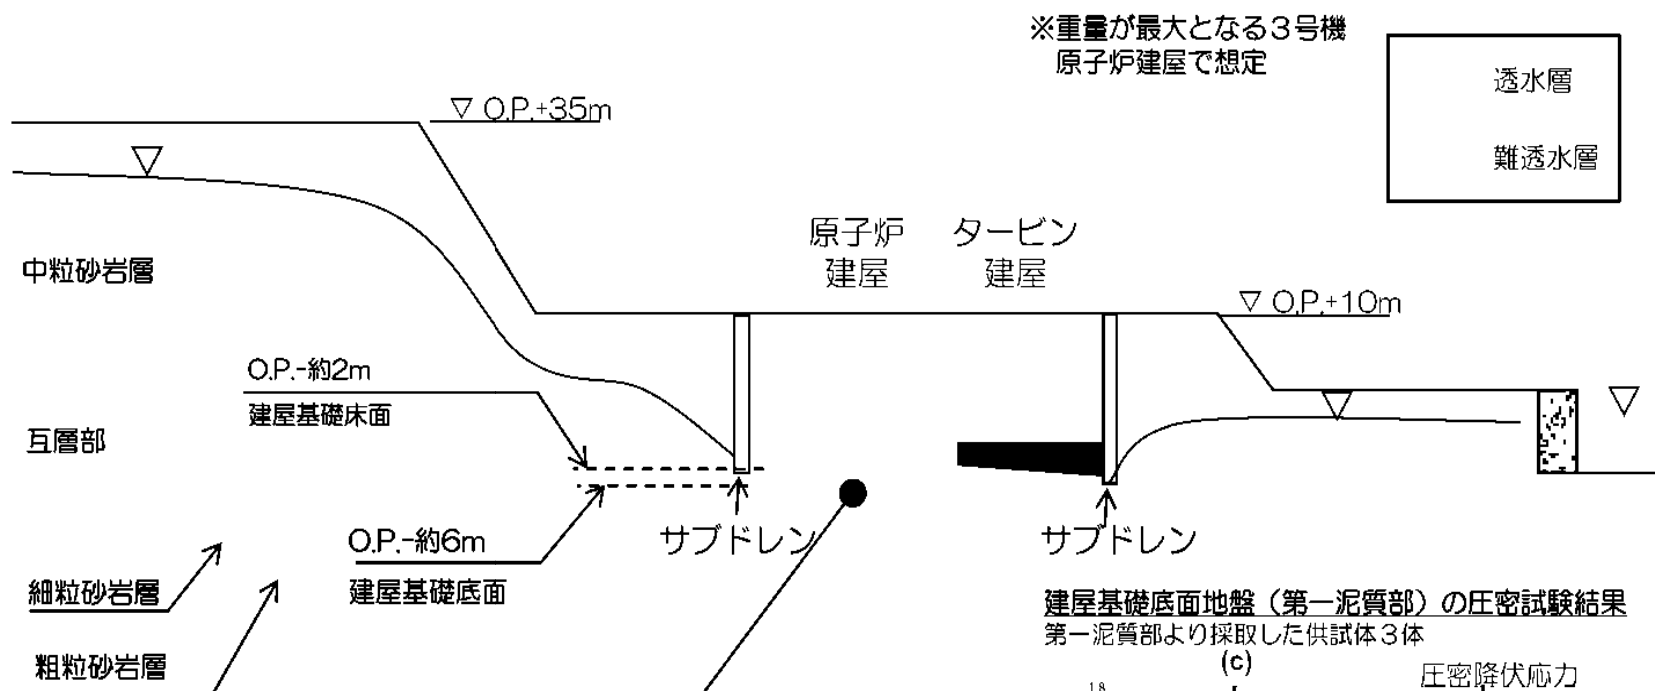 ※重量が最大となる3号機
原子炉建屋で想定
透水層
難透水層
▽ O.P.+35m
原子炉
建屋
タービン
建屋
中粒砂岩層
▽ O.P.+10m
O.P.-約2m
建屋基礎床面
互層部
O.P.-約6m
建屋基礎底面
サブドレン
サブドレン
細粒砂岩層
粗粒砂岩層
建屋基礎底面地盤（第一泥質部）の圧密試験結果
第一泥質部より採取した供試体3体
(c)
圧密降伏応力
1.8